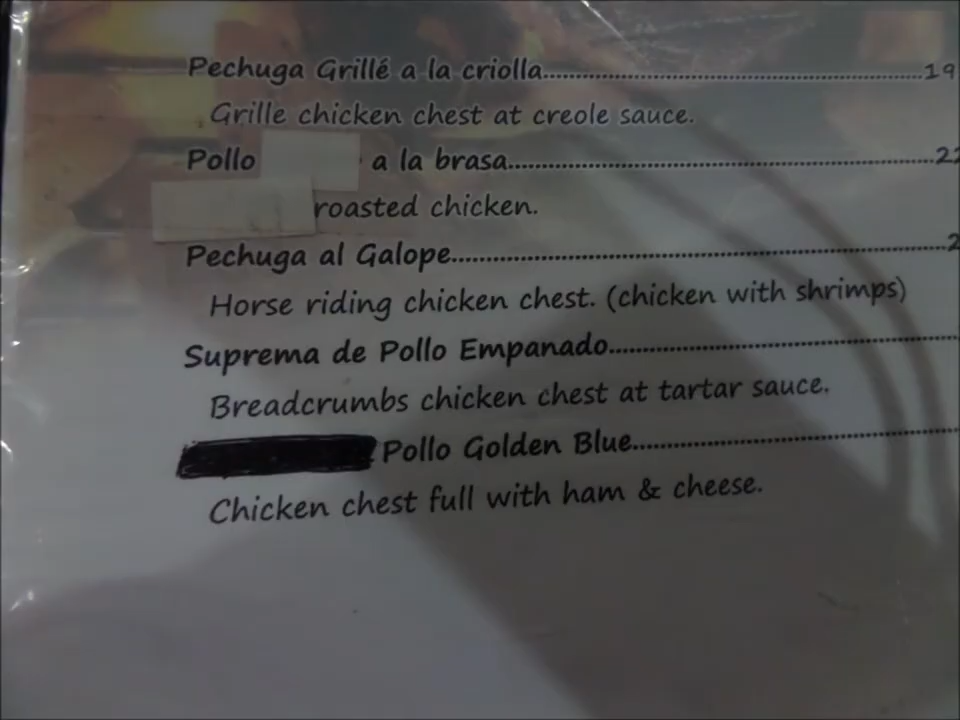 Pechuga Grillé a la criolla..........19
Grille chicken chest at creole sauce.
Pollo a la brasa..........22
roasted chicken.
Pechuga al Galope..........2
Horse riding chicken chest. (chicken with shrimps)
Suprema de Pollo Empanado..........
Breadcrumbs chicken chest at tartar sauce.
Pollo Golden Blue..........
Chicken chest full with ham & cheese.